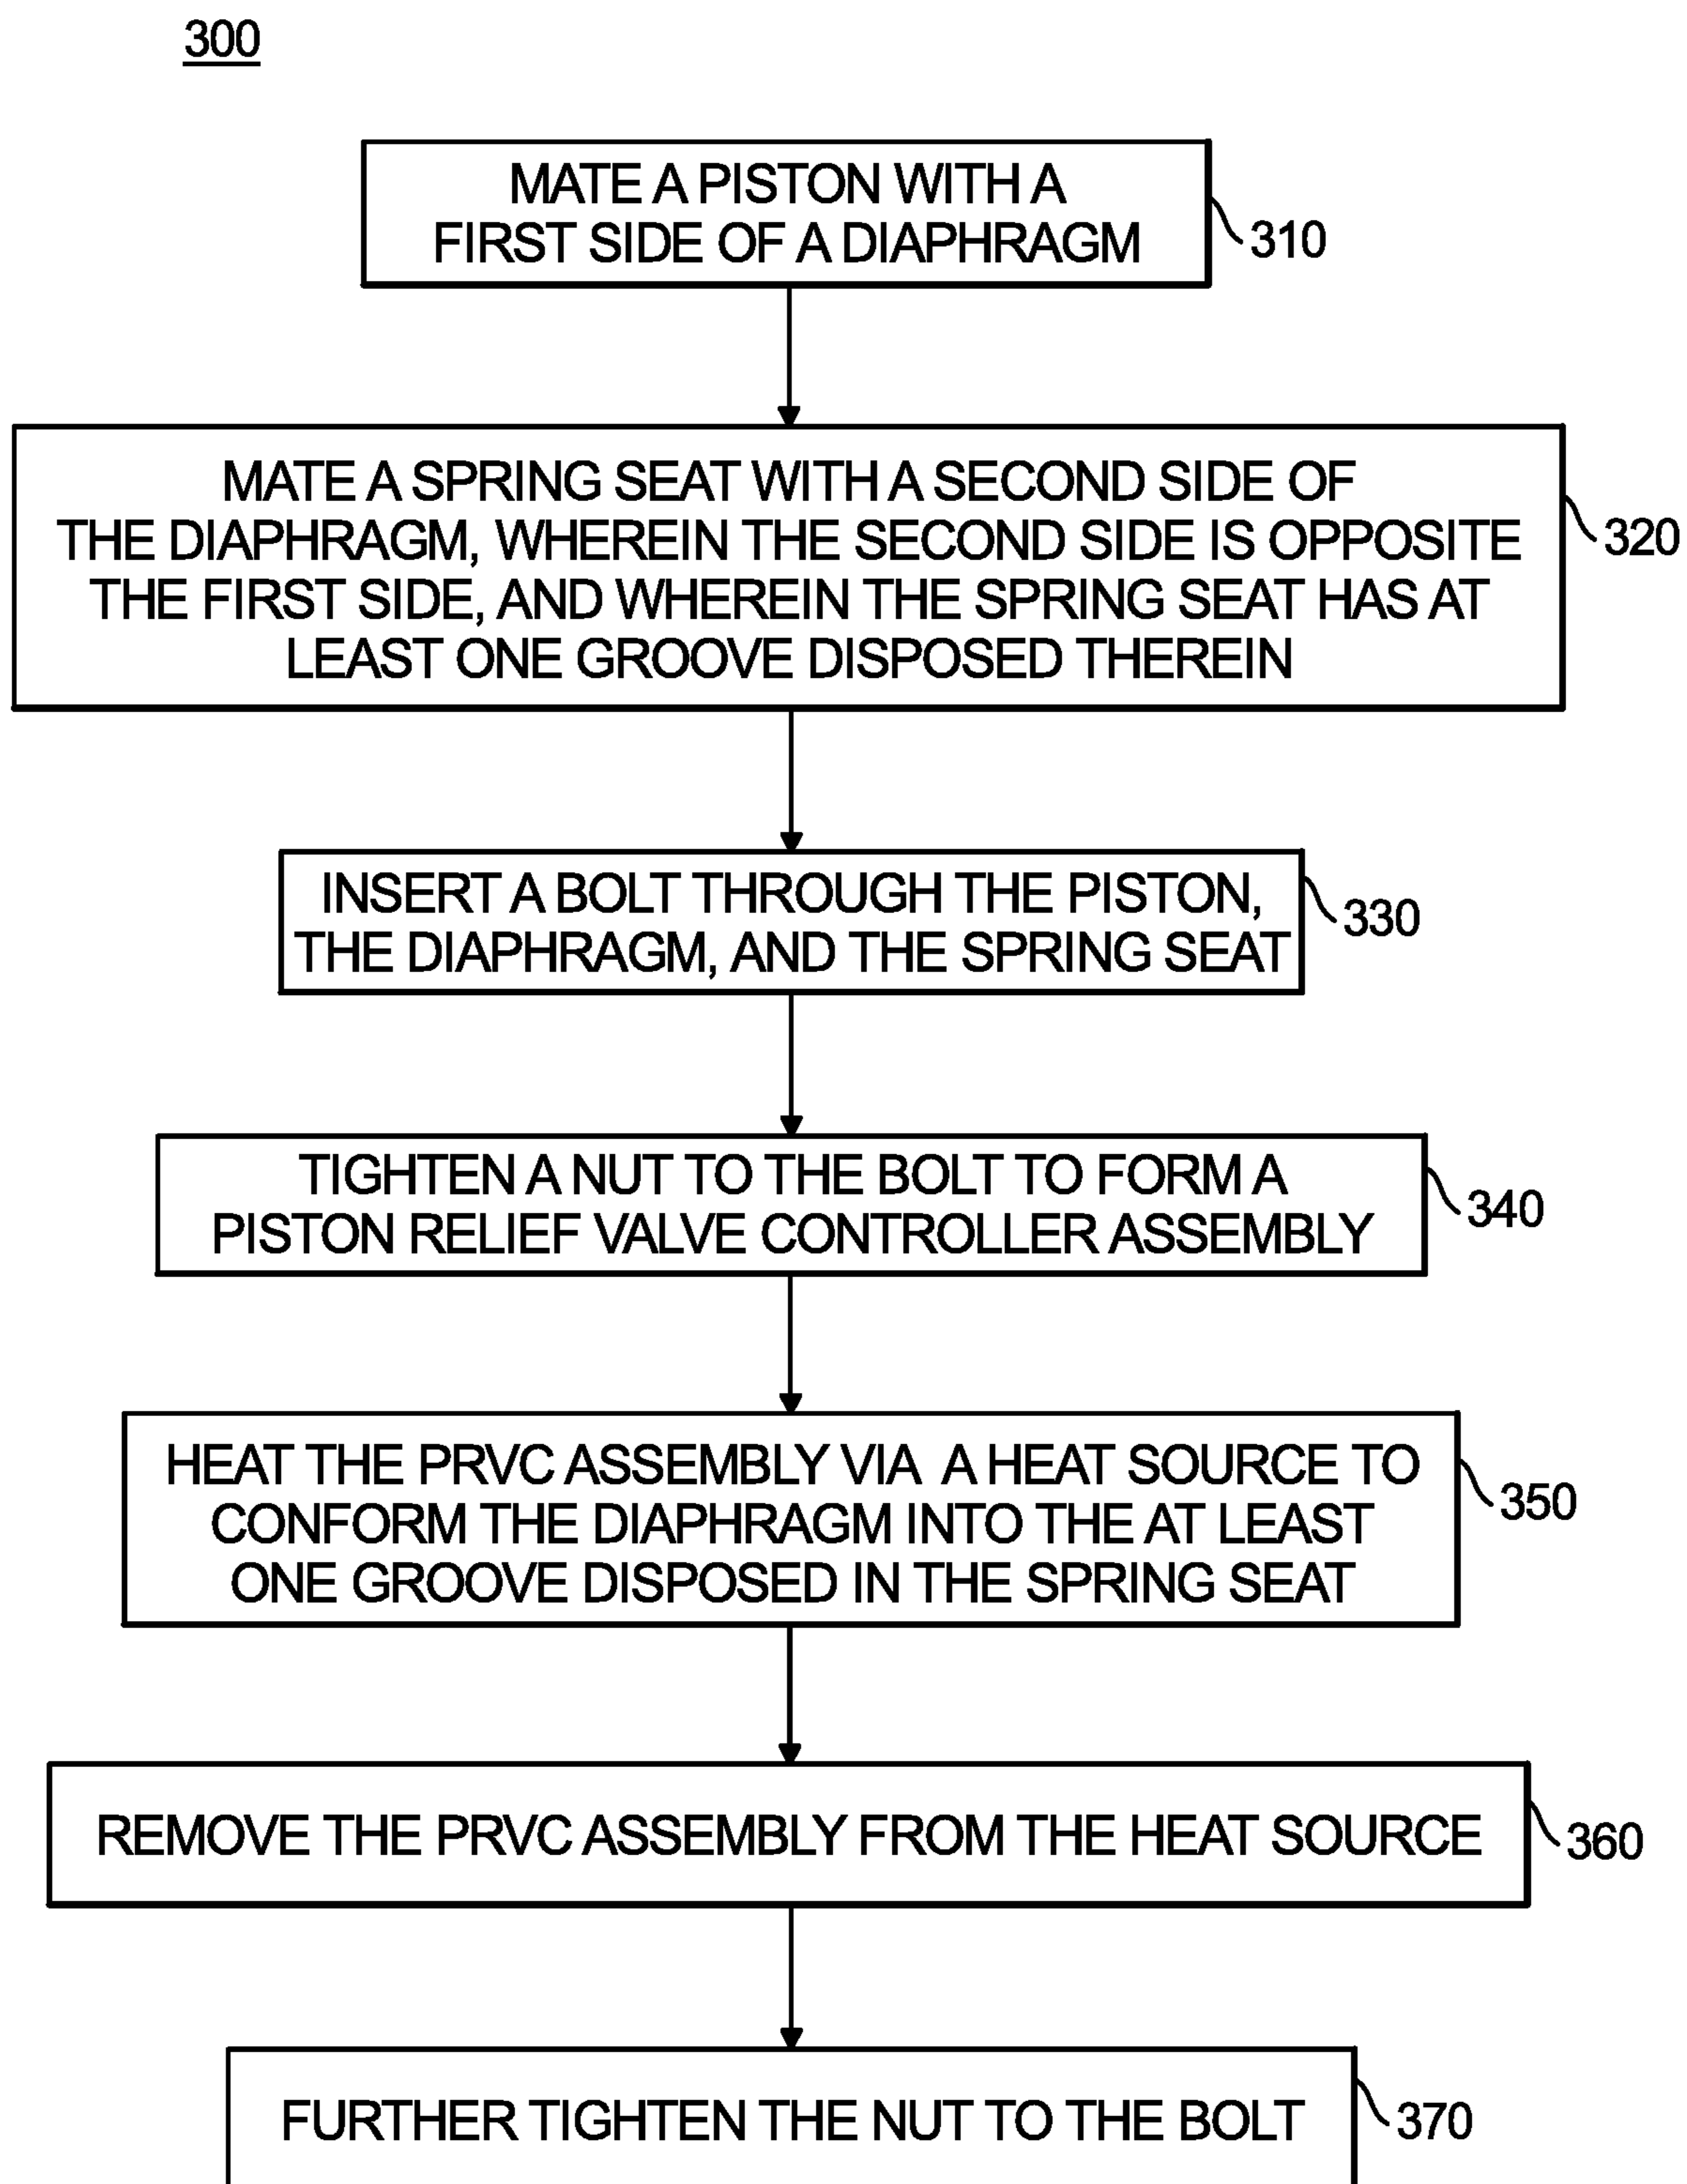 300
MATE A PISTON WITH A
FIRST SIDE OF A DIAPHRAGM
310
MATE A SPRING SEAT WITH A SECOND SIDE OF
THE DIAPHRAGM, WHEREIN THE SECOND SIDE IS OPPOSITE
THE FIRST SIDE, AND WHEREIN THE SPRING SEAT HAS AT
LEAST ONE GROOVE DISPOSED THEREIN
320
INSERT A BOLT THROUGH THE PISTON,
THE DIAPHRAGM, AND THE SPRING SEAT
330
TIGHTEN A NUT TO THE BOLT TO FORM A
PISTON RELIEF VALVE CONTROLLER ASSEMBLY
340
HEAT THE PRVC ASSEMBLY VIA A HEAT SOURCE TO
CONFORM THE DIAPHRAGM INTO THE AT LEAST
ONE GROOVE DISPOSED IN THE SPRING SEAT
350
REMOVE THE PRVC ASSEMBLY FROM THE HEAT SOURCE
360
FURTHER TIGHTEN THE NUT TO THE BOLT
370